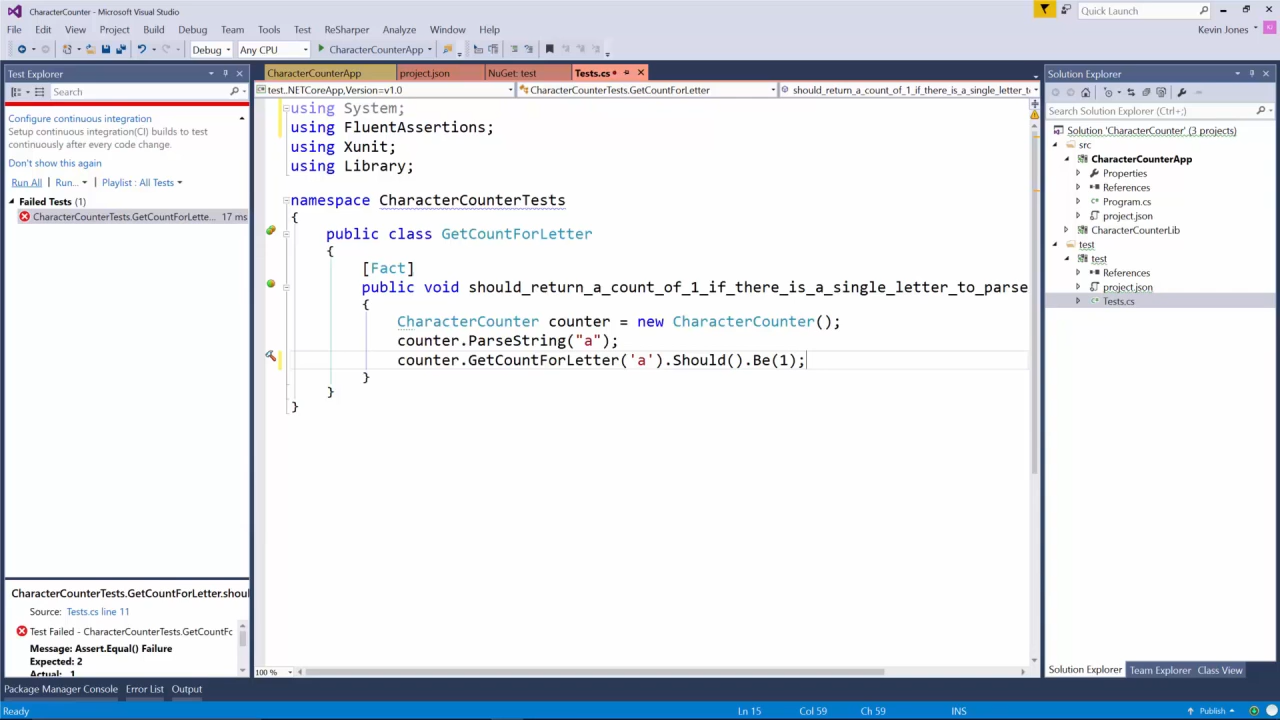 CharacterCounter - Microsoft Visual Studio
Quick Launch
File Edit View Project Build Debug Team Tools Test ReSharper Analyze Window Help
Kevin Jones
KJ
Debug Any CPU CharacterCounterApp
Test Explorer
Search
Configure continuous integration
Setup continuous integration(CI) builds to test
continuously after every code change.
Don't show this again
Run All Run... Playlist : All Tests
Failed Tests (1)
CharacterCounterTests.GetCountForLette... 17 ms
CharacterCounterTests.GetCountForLetter.shoul
Source: Tests.cs line 11
Test Failed - CharacterCounterTests.GetCountFo
Message: Assert.Equal() Failure
Expected: 2
Actual: 1
CharacterCounterApp project.json NuGet: test Tests.cs
test..NETCoreApp,Version=v1.0 CharacterCounterTests.GetCountForLetter should_return_a_count_of_1_if_there_is_a_single_letter_to
using System;
using FluentAssertions;
using Xunit;
using Library;
namespace CharacterCounterTests
{
public class GetCountForLetter
{
[Fact]
public void should_return_a_count_of_1_if_there_is_a_single_letter_to_parse
{
CharacterCounter counter = new CharacterCounter();
counter.ParseString("a");
counter.GetCountForLetter('a').Should().Be(1);
}
}
}
100 %
Solution Explorer
Search Solution Explorer (Ctrl+;)
Solution 'CharacterCounter' (3 projects)
src
CharacterCounterApp
Properties
References
Program.cs
project.json
CharacterCounterLib
test
test
References
project.json
Tests.cs
Solution Explorer Team Explorer Class View
Package Manager Console Error List Output
Ready Ln 15 Col 59 Ch 59 INS Publish